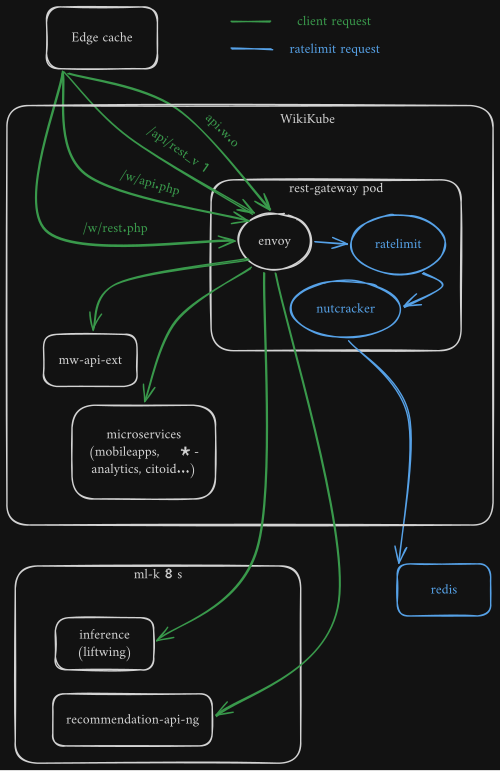 Edge cache
client request
ratelimit request
WikiKube
api.w.o
/api/rest_v 1
/w/api.php
/w/rest.php
rest-gateway pod
envoy
ratelimit
nutcracker
mw-api-ext
microservices
(mobileapps, *-
analytics, citoid...)
ml-k 8 s
redis
inference
(liftwing)
recommendation-api-ng